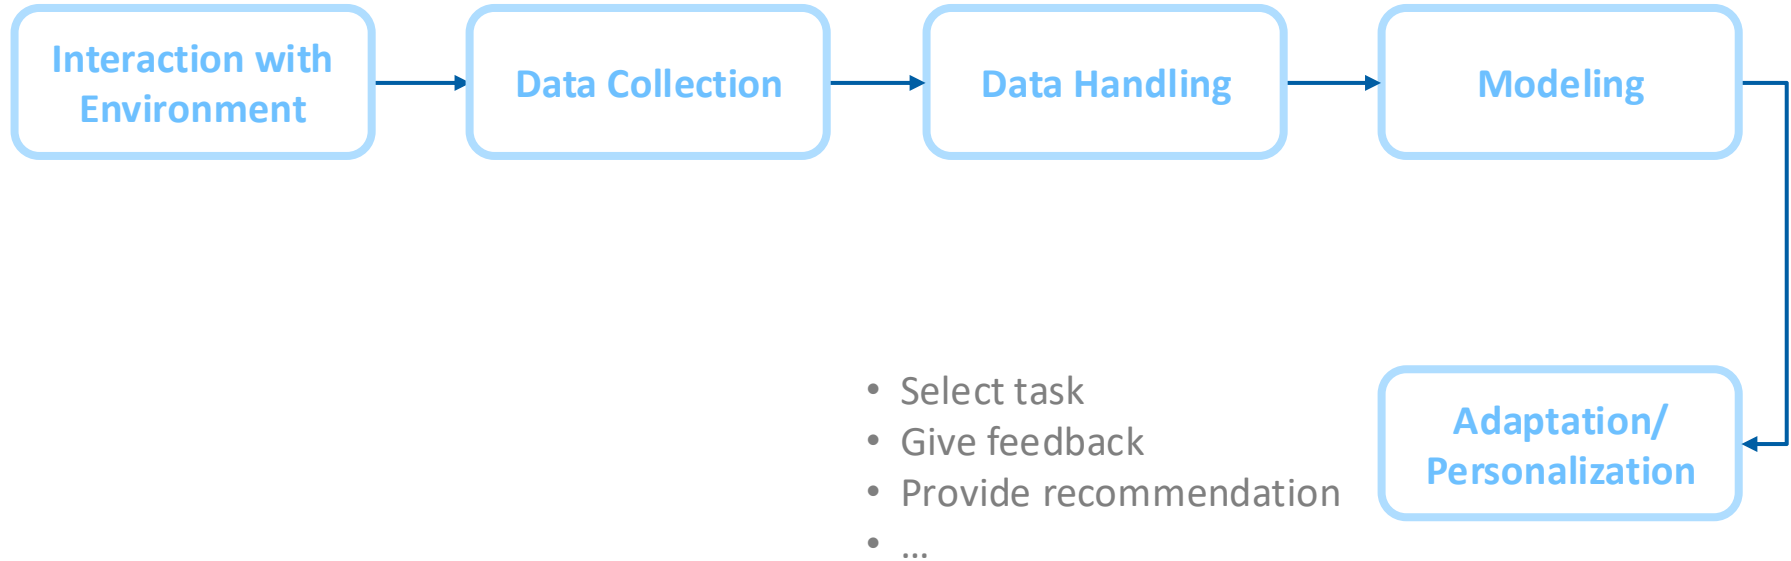 Interaction with
Environment
Data Collection
Data Handling
Modeling
• Select task
• Give feedback
• Provide recommendation
• ...
Adaptation/
Personalization